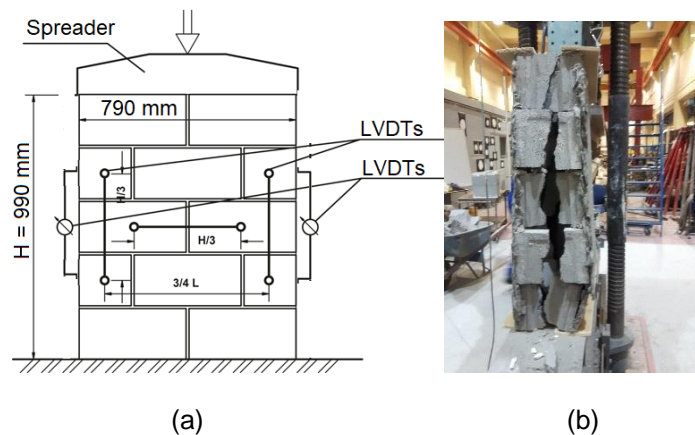 Spreader
790 mm
LVDTs
LVDTs
H = 990 mm
H/3
H/3
3/4 L
(a)
(b)